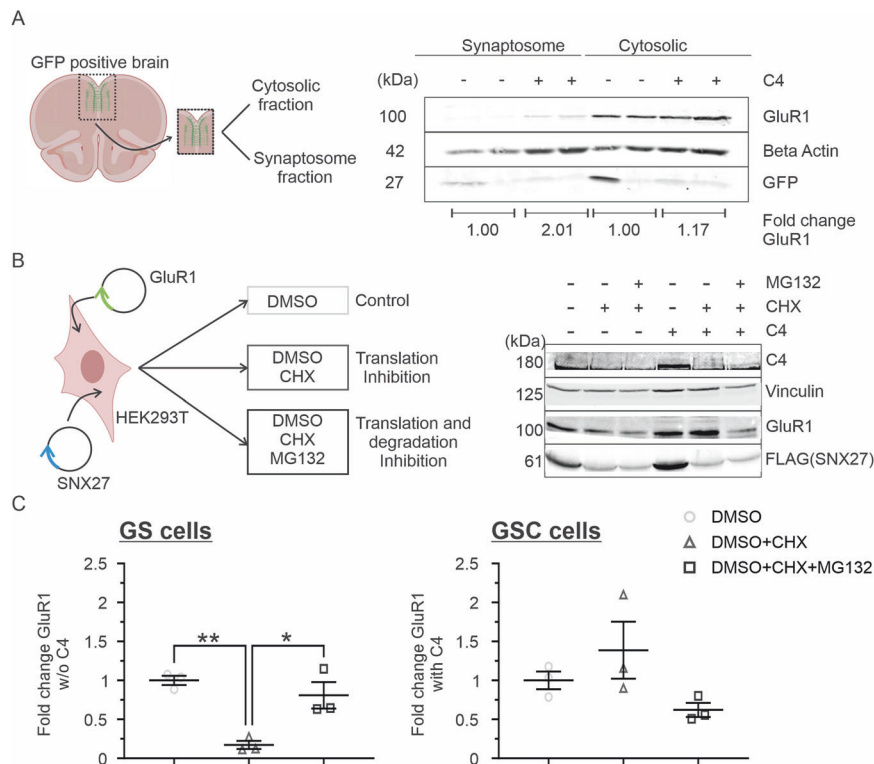 A
GFP positive brain
Cytosolic
fraction
Synaptosome
fraction
Synaptosome Cytosolic
- - + + - - + + C4
(kDa)
100 GluR1
42 Beta Actin
27 GFP
1.00 2.01 1.00 1.17 Fold change
GluR1
B
GluR1
HEK293T
SNX27
DMSO Control
DMSO
CHX
Translation
Inhibition
DMSO
CHX
MG132
Translation and
degradation
Inhibition
- - + - - + MG132
- + + - + + CHX
- - - + + + C4
(kDa)
180 C4
125 Vinculin
100 GluR1
61 FLAG(SNX27)
C
GS cells
Fold change GluR1
w/o C4
2.5
2
1.5
1
0.5
0
** *
GSC cells
Fold change GluR1
with C4
2.5
2
1.5
1
0.5
0
DMSO
DMSO+CHX
DMSO+CHX+MG132